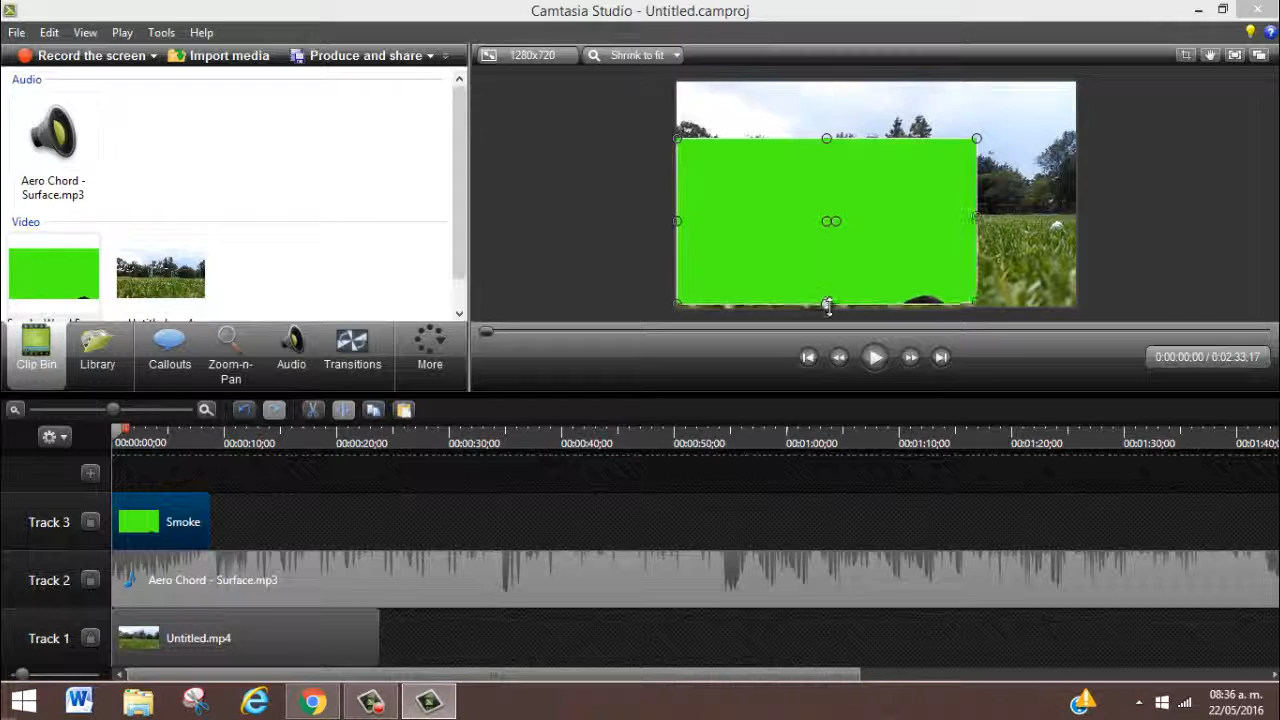 Camtasia Studio - Untitled.camproj
File Edit View Play Tools Help
Record the screen Import media Produce and share
1280x720 Shrink to fit
Audio
Aero Chord -
Surface.mp3
Video
Clip Bin Library Callouts Zoom-n-
Pan Audio Transitions More
0:00:00;00 / 0:02:33.17
00:00:00;00 00:00:10;00 00:00:20;00 00:00:30;00 00:00:40;00 00:00:50;00 00:01:00;00 00:01:10;00 00:01:20;00 00:01:30;00 00:01:40;0
Track 3 Smoke
Track 2 Aero Chord - Surface.mp3
Track 1 Untitled.mp4
08:36 a. m.
22/05/2016